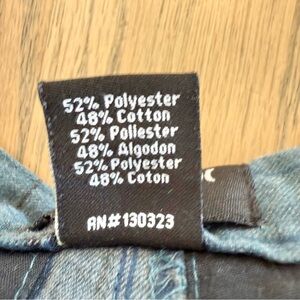 52% Polyester
48% Cotton
52% Poliester
48% Algodon
52% Polyester
48% Coton
RN#130323